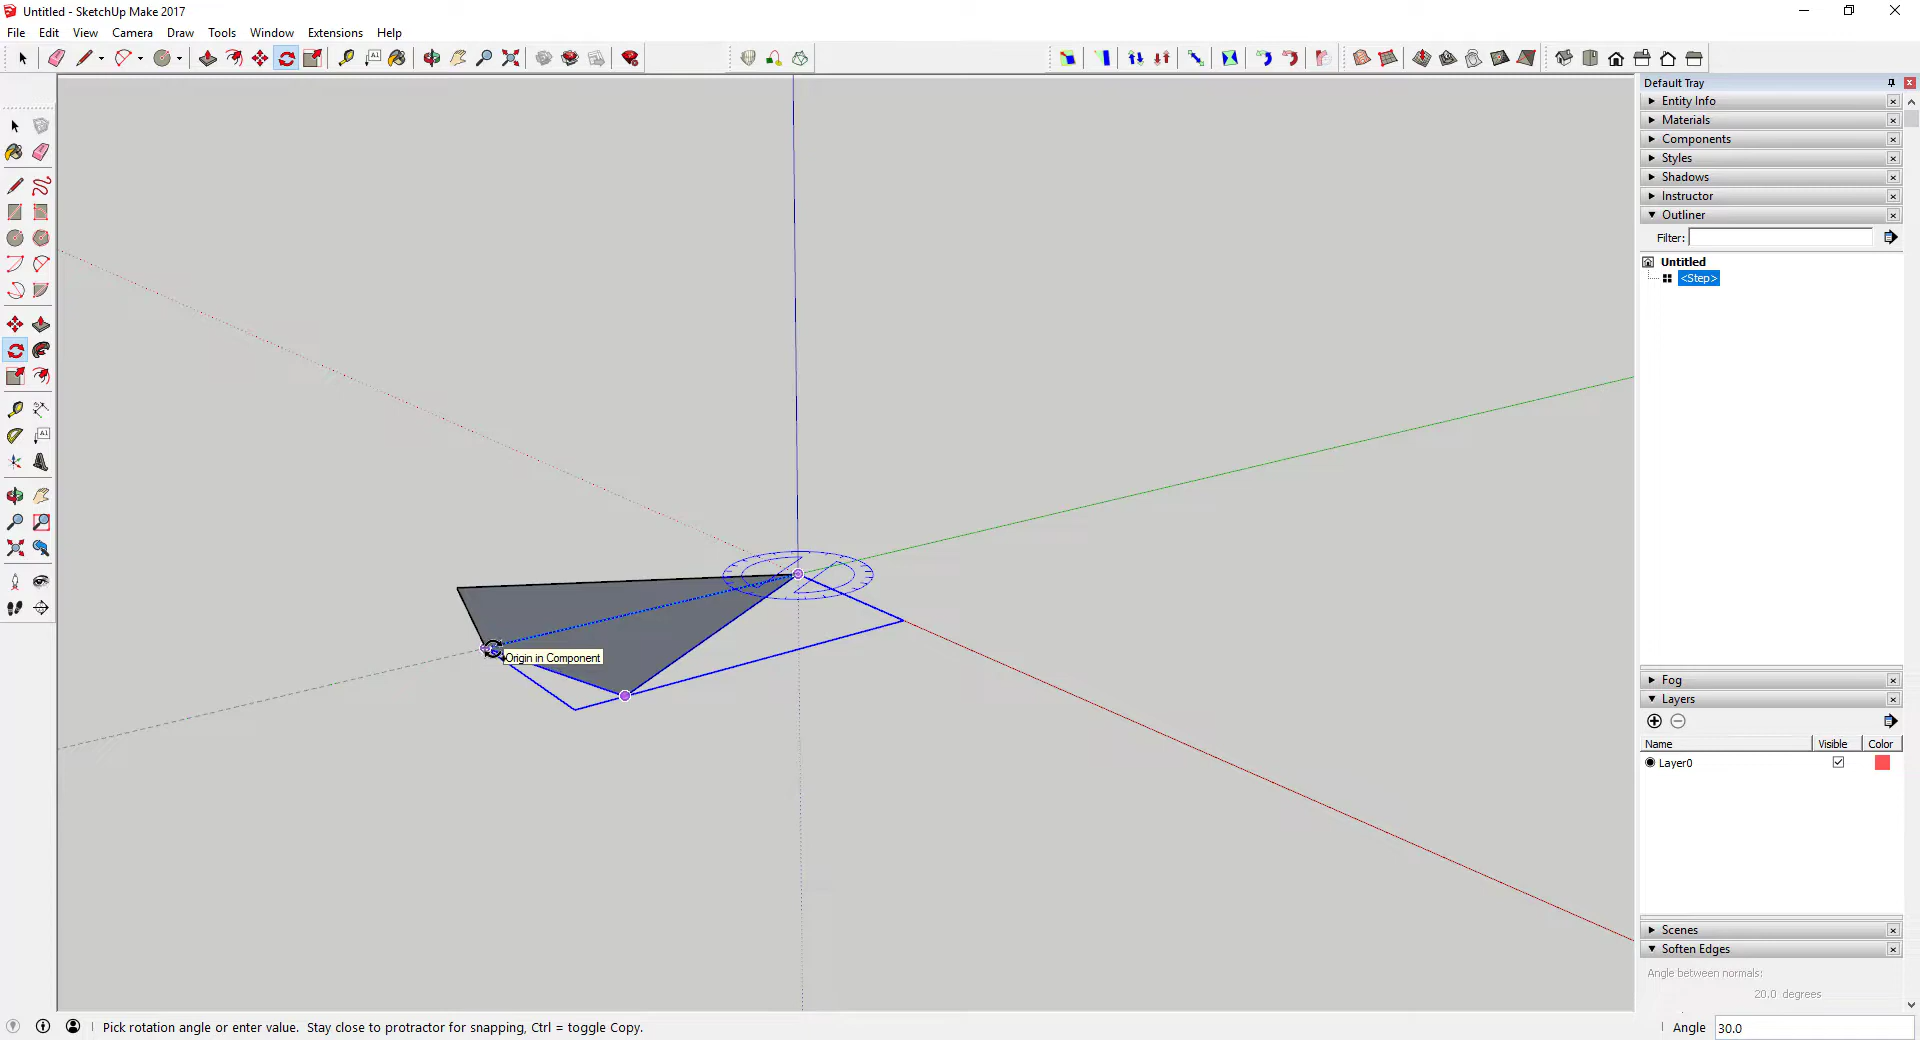 Untitled - SketchUp Make 2017
File Edit View Camera Draw Tools Window Extensions Help
A1
Default Tray
Entity Info
Materials
Components
Styles
Shadows
Instructor
Outliner
Filter:
Untitled
<Step>
A1
Origin in Component
Fog
Layers
Name Visible Color
Layer0
Scenes
Soften Edges
Angle between normals:
20.0 degrees
Pick rotation angle or enter value. Stay close to protractor for snapping, Ctrl = toggle Copy.
Angle 30.0